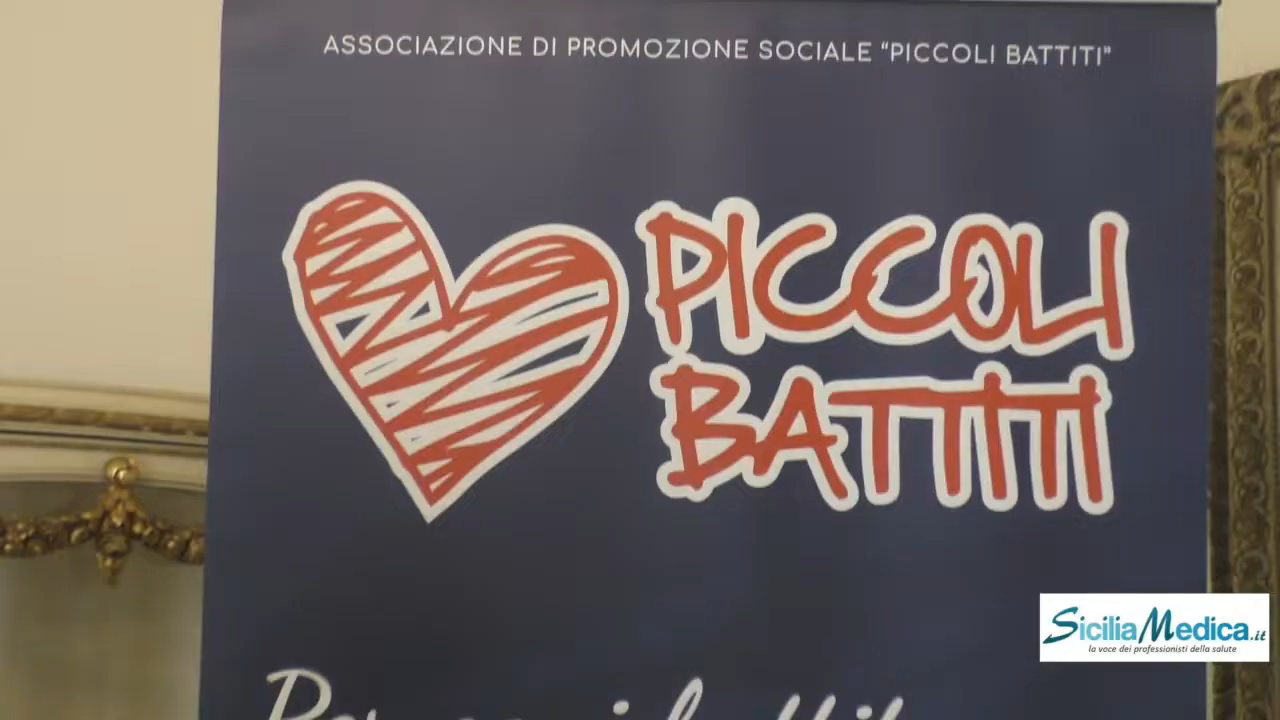 ASSOCIAZIONE DI PROMOZIONE SOCIALE “PICCOLI BATTITI”
PICCOLI
BATTITI
SiciliaMedica.it
la voce dei professionisti della salute